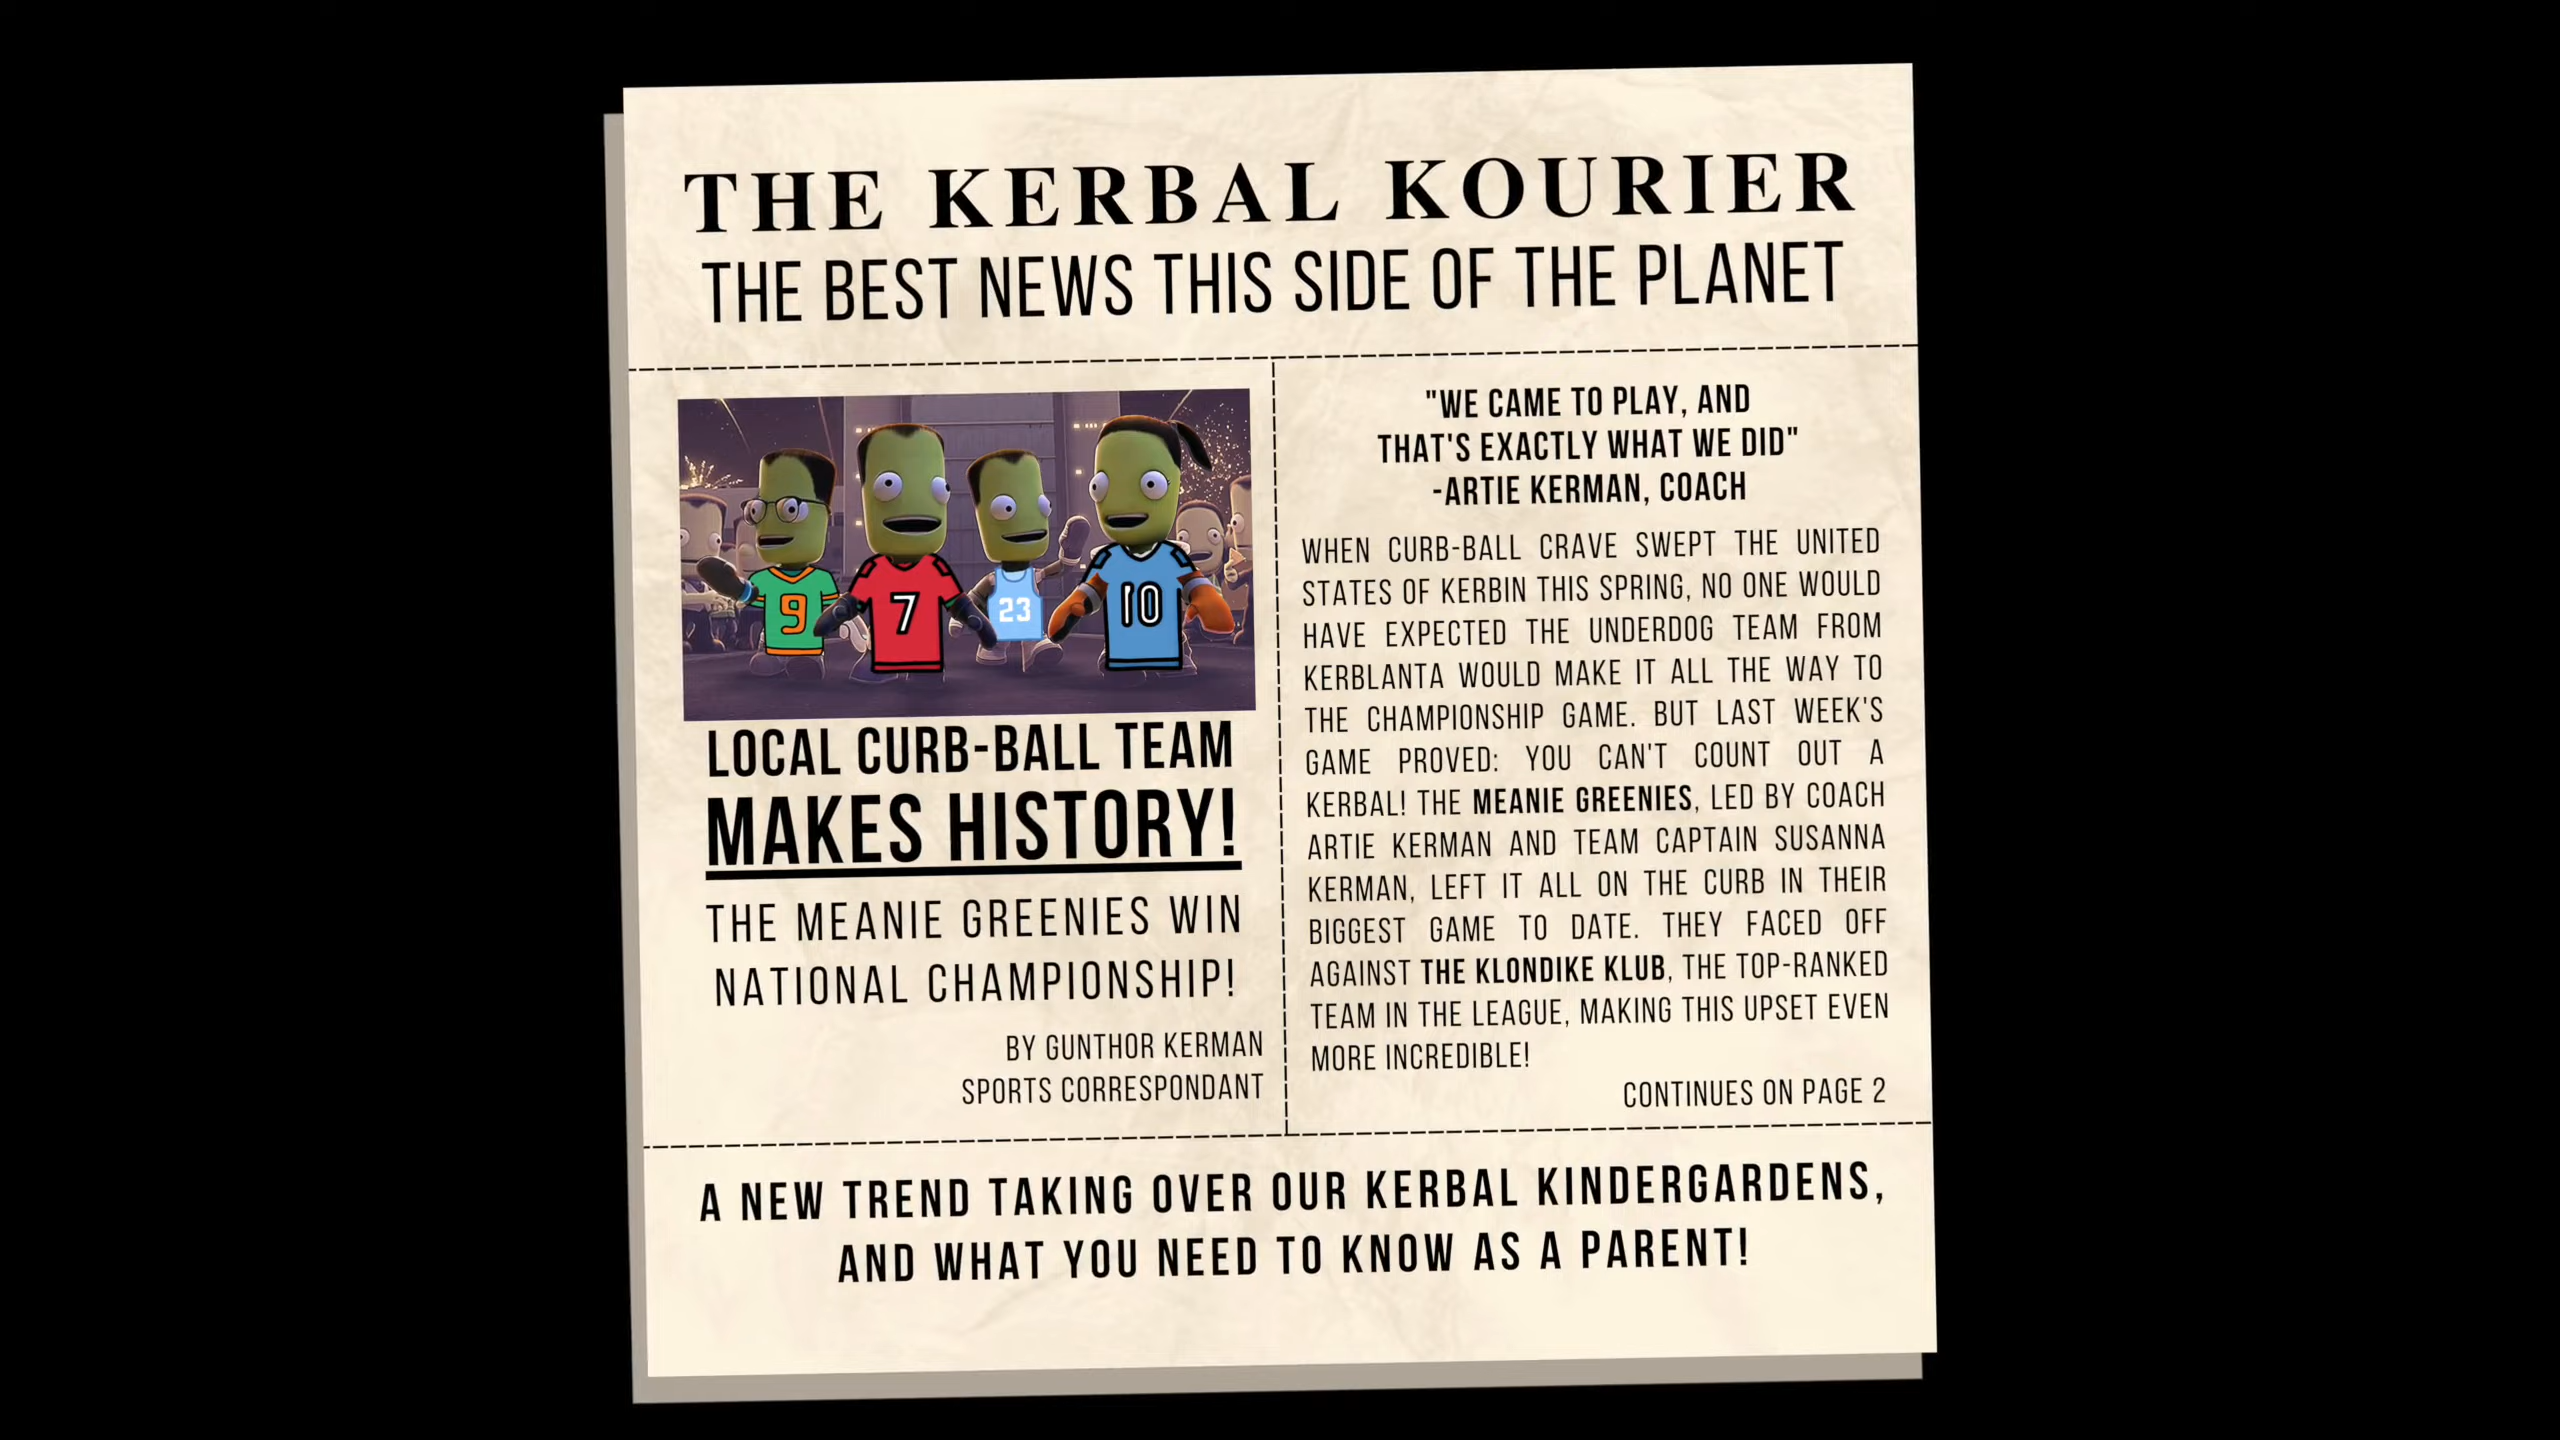 THE KERBAL KOURIER
THE BEST NEWS THIS SIDE OF THE PLANET
9
7
23
10
LOCAL CURB-BALL TEAM
MAKES HISTORY!
THE MEANIE GREENIES WIN
NATIONAL CHAMPIONSHIP!
BY GUNTHOR KERMAN
SPORTS CORRESPONDANT
"WE CAME TO PLAY, AND
THAT'S EXACTLY WHAT WE DID"
-ARTIE KERMAN, COACH
WHEN CURB-BALL CRAVE SWEPT THE UNITED
STATES OF KERBIN THIS SPRING, NO ONE WOULD
HAVE EXPECTED THE UNDERDOG TEAM FROM
KERBLANTA WOULD MAKE IT ALL THE WAY TO
THE CHAMPIONSHIP GAME. BUT LAST WEEK'S
GAME PROVED: YOU CAN'T COUNT OUT A
KERBAL! THE MEANIE GREENIES, LED BY COACH
ARTIE KERMAN AND TEAM CAPTAIN SUSANNA
KERMAN, LEFT IT ALL ON THE CURB IN THEIR
BIGGEST GAME TO DATE. THEY FACED OFF
AGAINST THE KLONDIKE KLUB, THE TOP-RANKED
TEAM IN THE LEAGUE, MAKING THIS UPSET EVEN
MORE INCREDIBLE!
CONTINUES ON PAGE 2
A NEW TREND TAKING OVER OUR KERBAL KINDERGARDENS,
AND WHAT YOU NEED TO KNOW AS A PARENT!